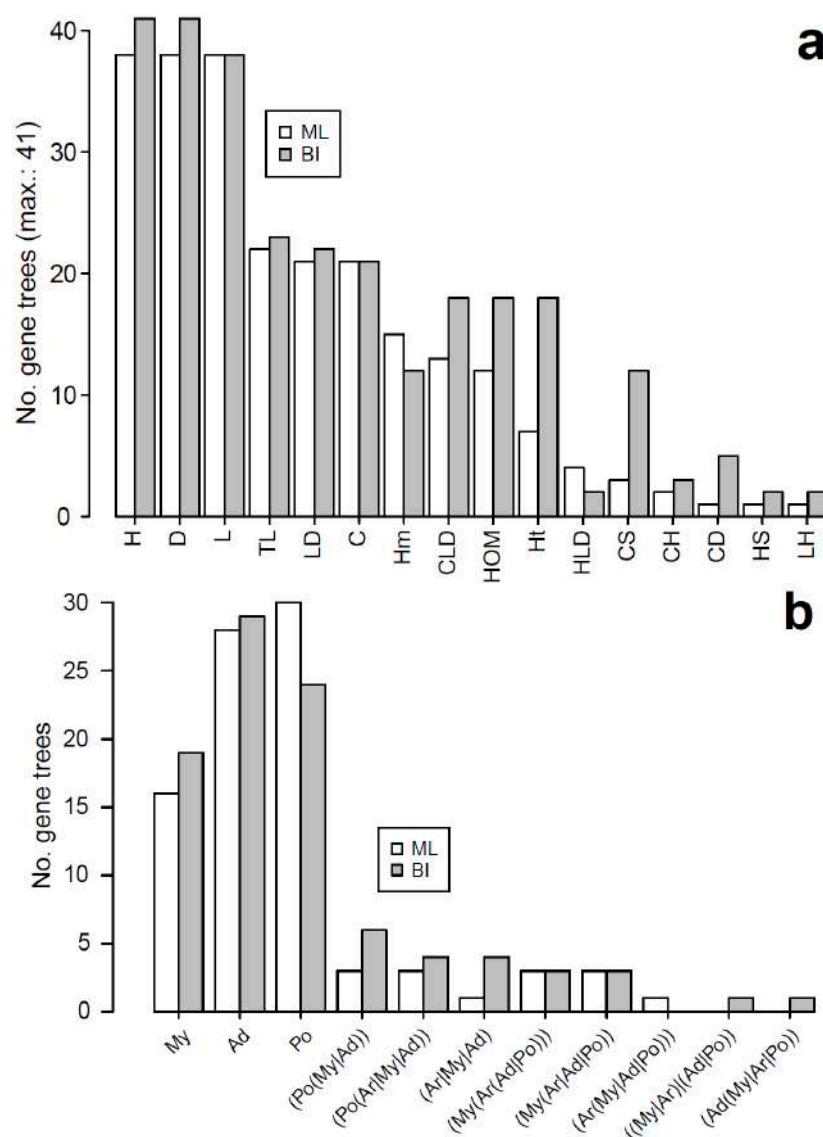 a
No. gene trees (max.: 41)
40
30
20
10
0
ML
BI
H D L TL LD C Hm CLD HOM Ht HLD CS CH CD HS LH
b
No. gene trees
30
25
20
15
10
5
0
ML
BI
My
Ad
Po
(Po(My|Ad))
(Po(Ar|My|Ad))
(Ar|My|Ad)
(My(Ar(Ad|Po)))
(My(Ar|Ad|Po))
(Ar(My|Ad|Po)))
((My|Ar)|(Ad|Po))
(Ad(My|Ar|Po))